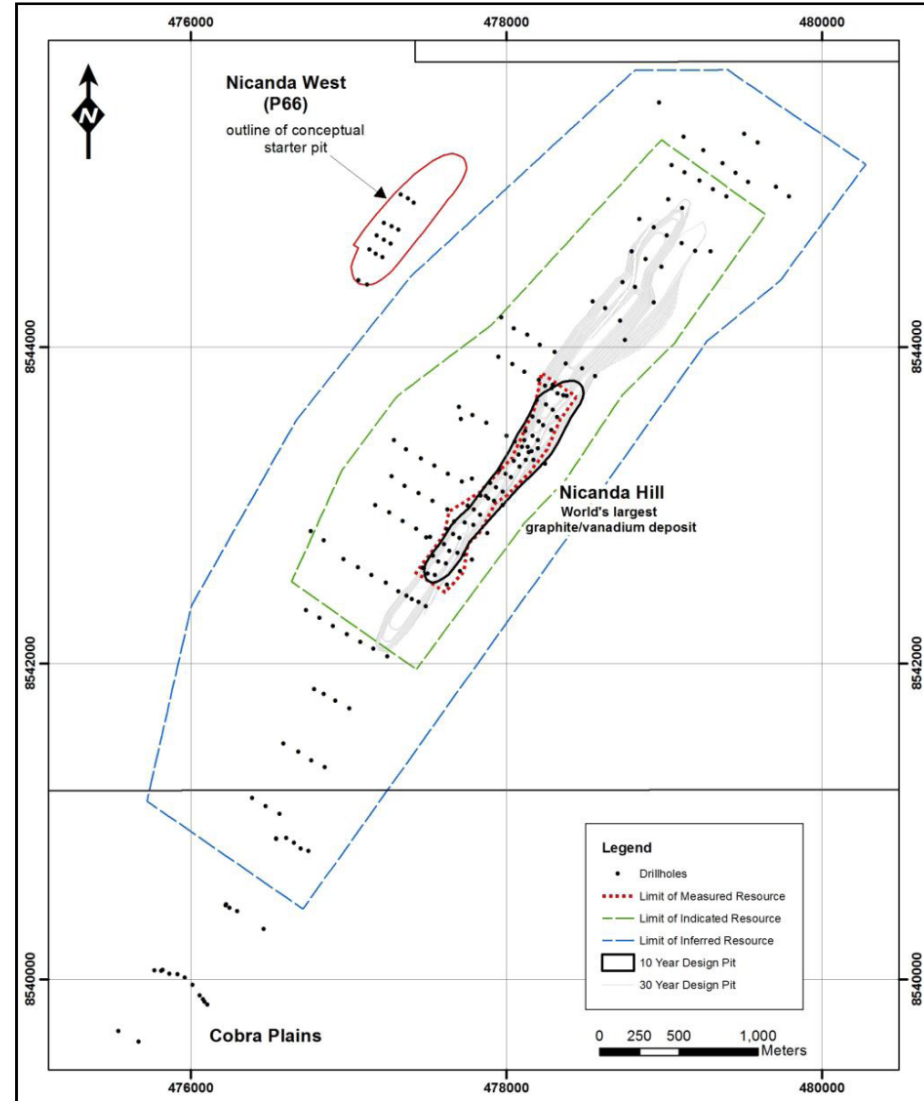 476000
478000
480000
N
Nicanda West
(P66)
outline of conceptual
starter pit
8544000
8544000
Nicanda Hill
World's largest
graphite/vanadium deposit
8542000
8542000
Legend
Drillholes
Limit of Measured Resource
Limit of Indicated Resource
Limit of Inferred Resource
10 Year Design Pit
30 Year Design Pit
8540000
8540000
Cobra Plains
0 250 500 1,000
Meters
476000
478000
480000